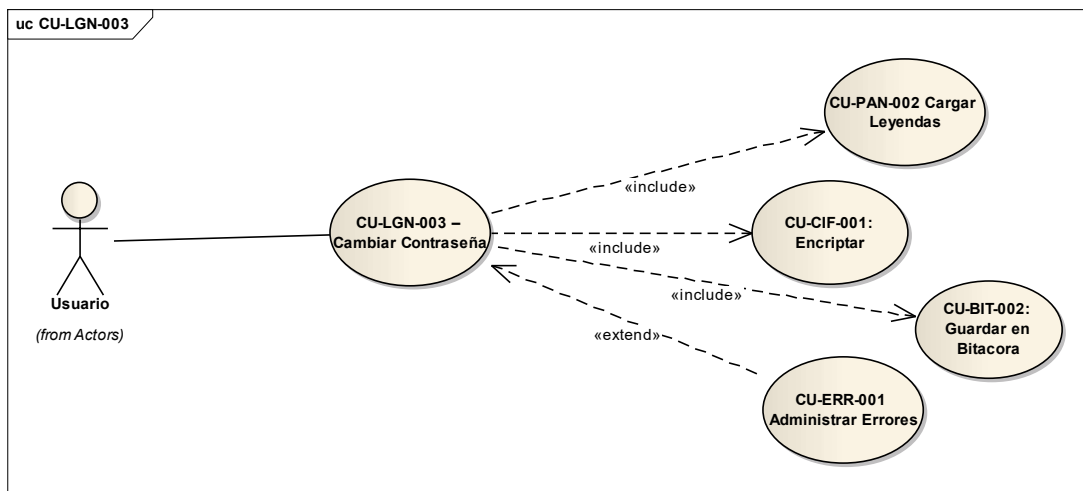 uc CU-LGN-003
CU-PAN-002 Cargar
Leyendas
«include»
CU-LGN-003 –
Cambiar Contraseña
CU-CIF-001:
Encriptar
«include»
Usuario
(from Actors)
«include»
CU-BIT-002:
Guardar en
Bitacora
«extend»
CU-ERR-001
Administrar Errores